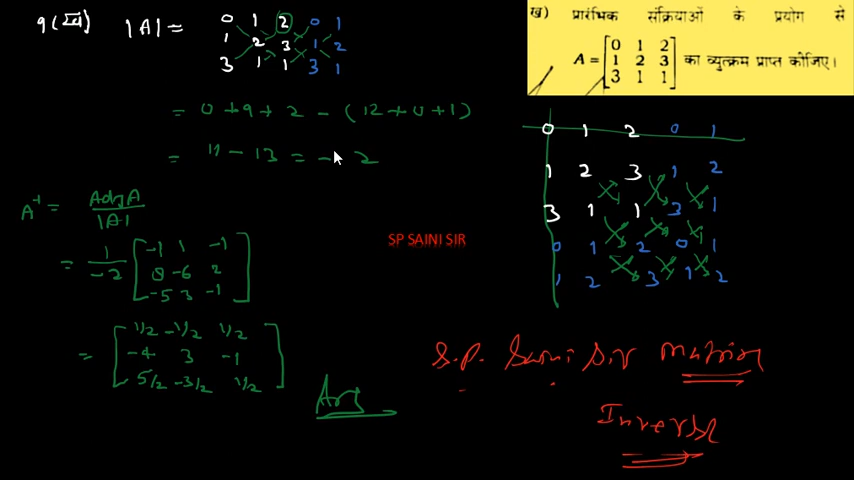 9(ख) |A| =
0 1 2 0 1
1 2 3 1 2
3 1 1 3 1
= 0 + 9 + 2 - (12 + 0 + 1)
= 11 - 13 = - 2
A⁻¹ = AdjA / |A|
= 1/-2 [ -1 1 -1
8 -6 2
-5 3 -1 ]
= [ 1/2 -1/2 1/2
-4 3 -1
5/2 -3/2 1/2 ]
Ans
ख) प्रारंभिक संक्रियाओं के प्रयोग से
A = [ 0 1 2
1 2 3
3 1 1 ] का व्युत्क्रम प्राप्त कीजिए।
0 1 2 0 1
1 2 3 1 2
3 1 1 3 1
0 1 2 0 1
1 2 3 1 2
SP SAINI SIR
S.P. Saini Sir Matrix
Inverse